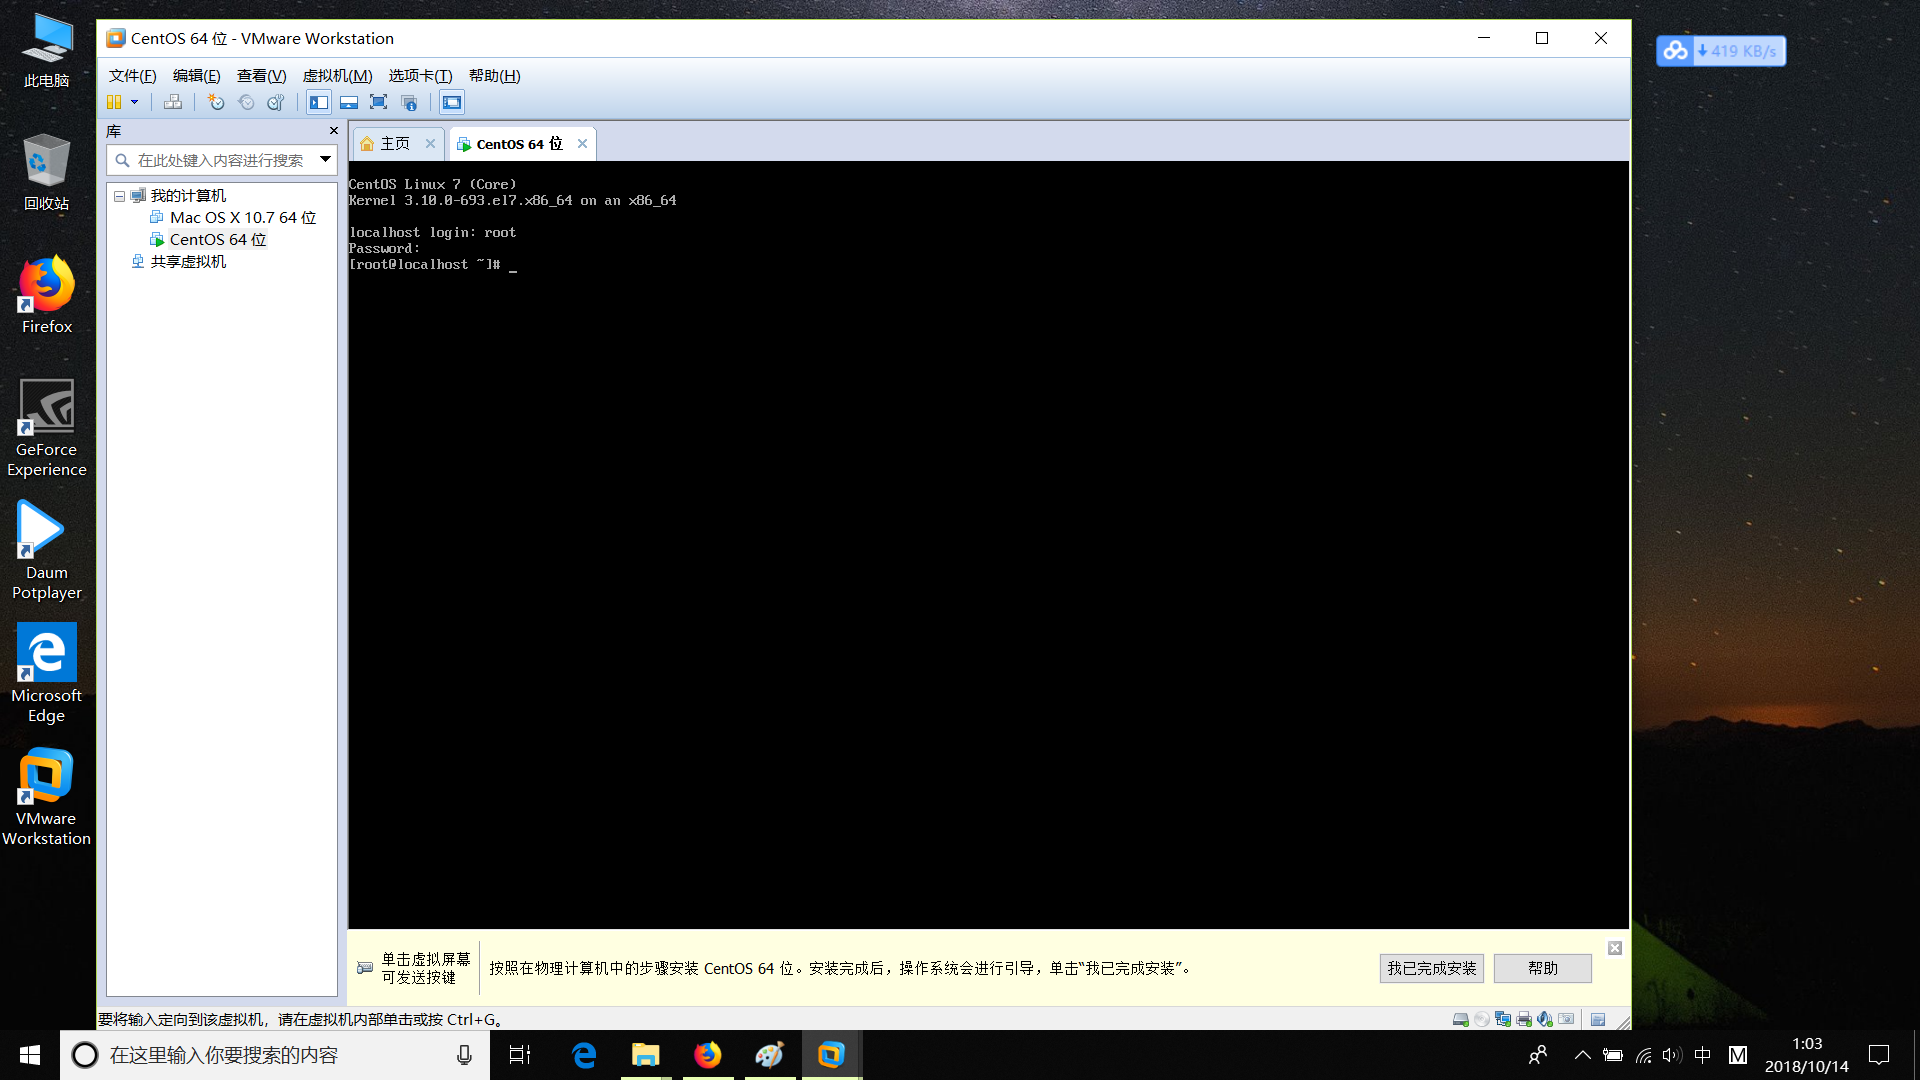 此电脑
回收站
Firefox
GeForce
Experience
Daum
Potplayer
Microsoft
Edge
VMware
Workstation
CentOS 64 位 - VMware Workstation
文件(F) 编辑(E) 查看(V) 虚拟机(M) 选项卡(T) 帮助(H)
库
在此处键入内容进行搜索
我的计算机
Mac OS X 10.7 64 位
CentOS 64 位
共享虚拟机
主页
CentOS 64 位
CentOS Linux 7 (Core)
Kernel 3.10.0-693.el7.x86_64 on an x86_64
localhost login: root
Password:
[root@localhost ~]# _
单击虚拟屏幕
可发送按键
按照在物理计算机中的步骤安装 CentOS 64 位。安装完成后，操作系统会进行引导，单击“我已完成安装”。
我已完成安装
帮助
要将输入定向到该虚拟机，请在虚拟机内部单击或按 Ctrl+G。
419 KB/s
在这里输入你要搜索的内容
中
M
1:03
2018/10/14